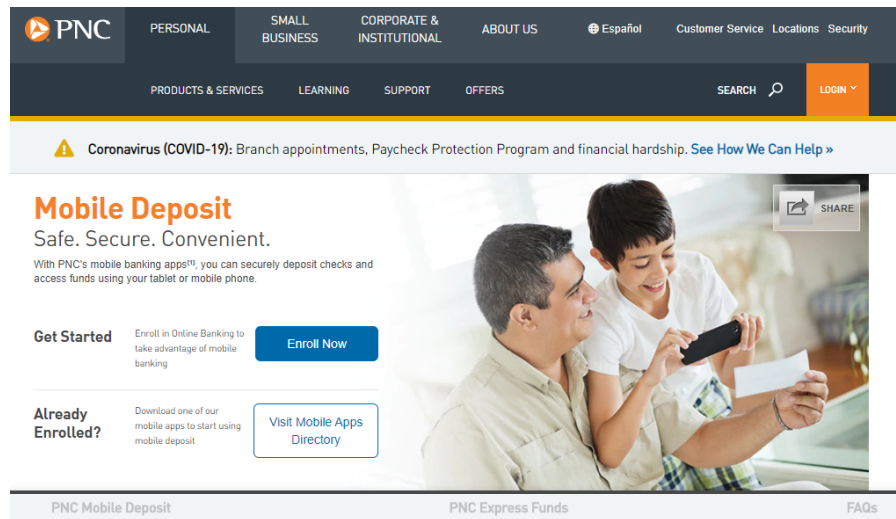 PNC
PERSONAL
SMALL
BUSINESS
CORPORATE &
INSTITUTIONAL
ABOUT US
Español
Customer Service Locations Security
PRODUCTS & SERVICES LEARNING SUPPORT OFFERS
SEARCH
LOGIN
Coronavirus (COVID-19): Branch appointments, Paycheck Protection Program and financial hardship. See How We Can Help »
SHARE
Mobile Deposit
Safe. Secure. Convenient.
With PNC's mobile banking apps[1], you can securely deposit checks and
access funds using your tablet or mobile phone.
Get Started
Enroll in Online Banking to
take advantage of mobile
banking
Enroll Now
Already
Enrolled?
Download one of our
mobile apps to start using
mobile deposit
Visit Mobile Apps
Directory
PNC Mobile Deposit PNC Express Funds FAQs